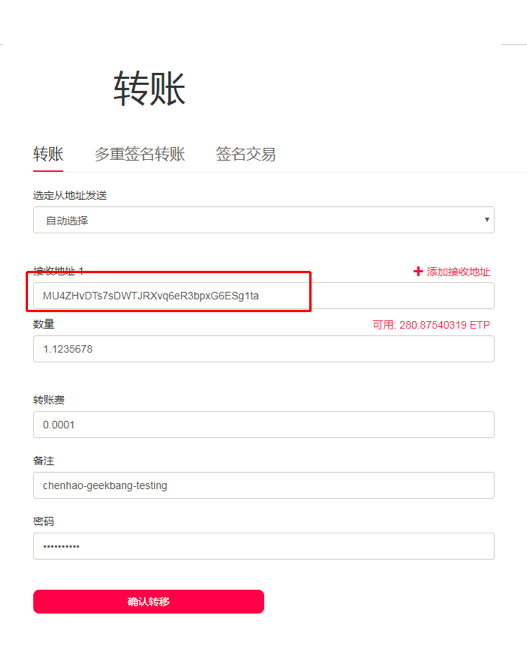 转账
转账 多重签名转账 签名交易
选定从地址发送
自动选择
接收地址 1 添加接收地址
MU4ZHvDTs7sDWTJRXvq6eR3bpxG6ESg1ta
数量 可用: 280.87540319 ETP
1.1235678
转账费
0.0001
备注
chenhao-geekbang-testing
密码
••••••••••
确认转移